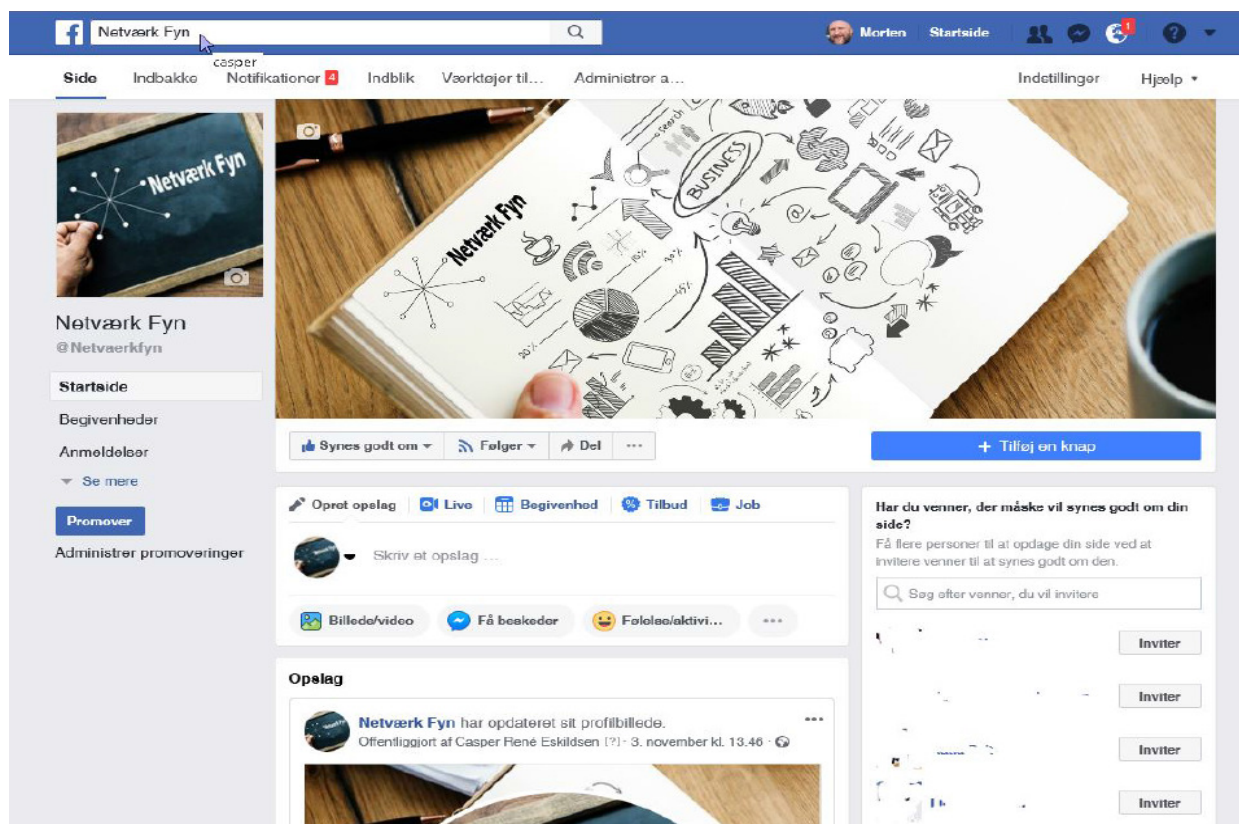 Netværk Fyn
Morten
Startside
1
casper
Side
Indbakke
Notifikationer 4
Indblik
Værktøjer til...
Administrer a...
Indstillinger
Hjælp
Netværk Fyn
Search
BUSINESS
Netværk Fyn
10%
30%
45%
20%
Netværk Fyn
@Netvaerkfyn
Startside
Begivenheder
Anmeldelser
Se mere
Promover
Administrer promoveringer
Synes godt om
Følger
Del
+ Tilføj en knap
Opret opslag
Live
Begivenhed
Tilbud
Job
Skriv et opslag ...
Billede/video
Få beskeder
Følelse/aktivi...
Har du venner, der måske vil synes godt om din
side?
Få flere personer til at opdage din side ved at
invitere venner til at synes godt om den.
Søg efter venner, du vil invitere
Inviter
Inviter
Inviter
Inviter
Opslag
Netværk Fyn har opdateret sit profilbillede.
Offentliggjort af Casper René Eskildsen [?] · 3. november kl. 13.46 ·